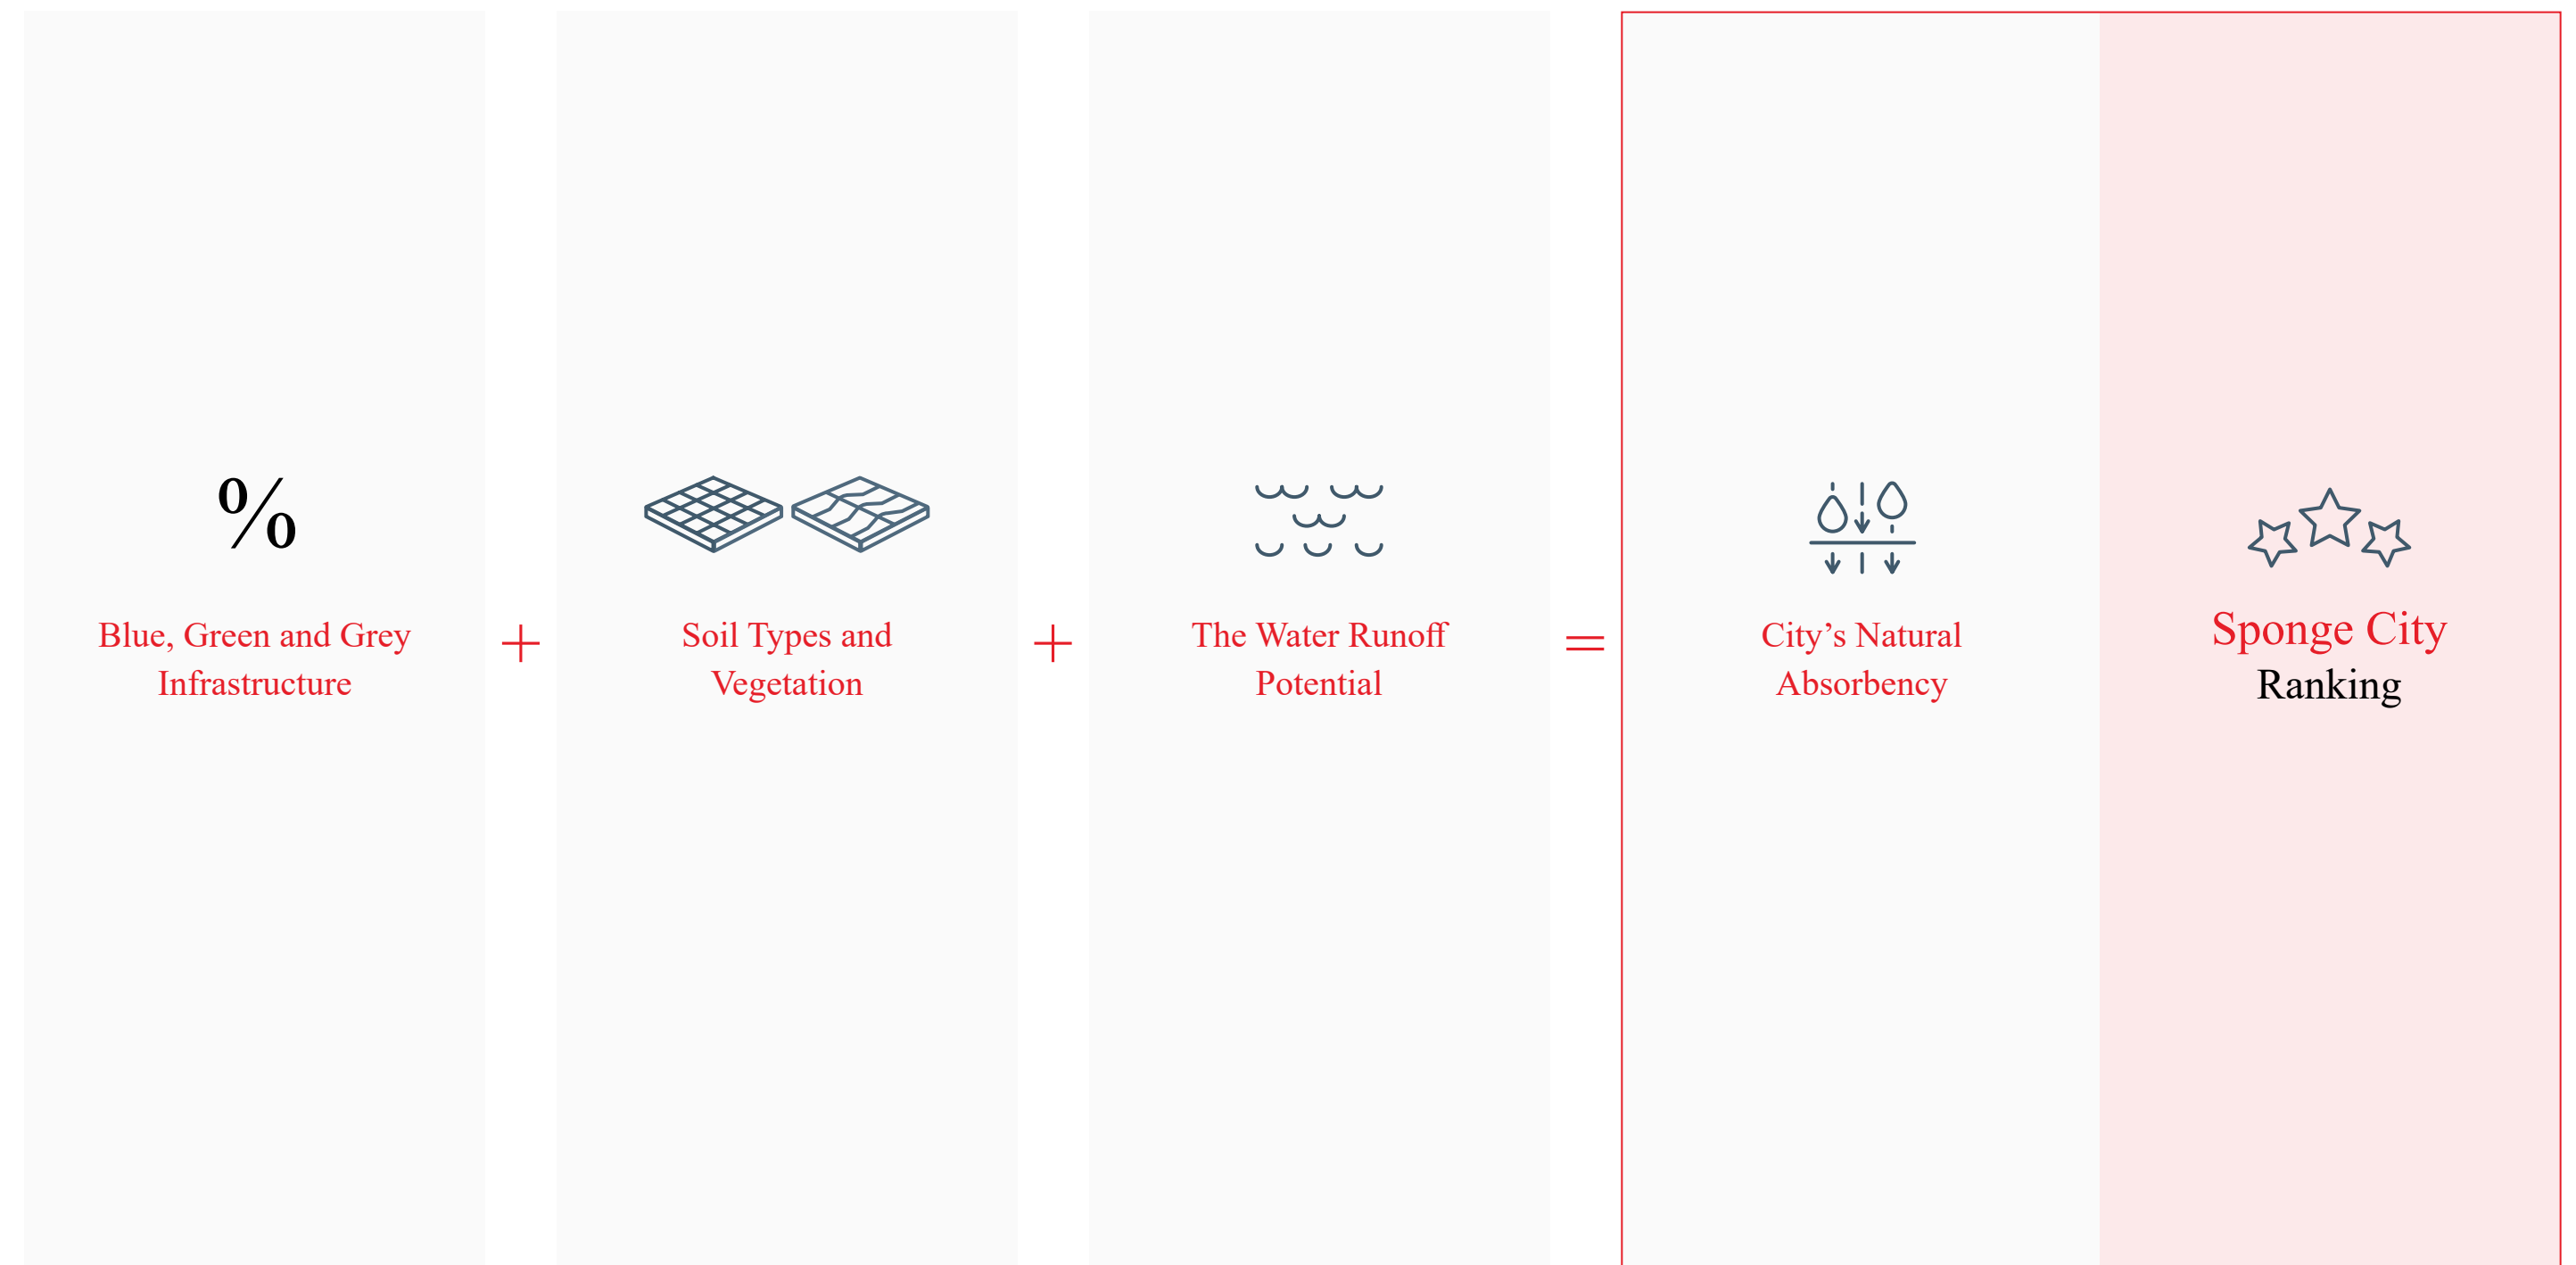 %
Blue, Green and Grey
Infrastructure
+
Soil Types and
Vegetation
+
The Water Runoff
Potential
=
City’s Natural
Absorbency
Sponge City
Ranking